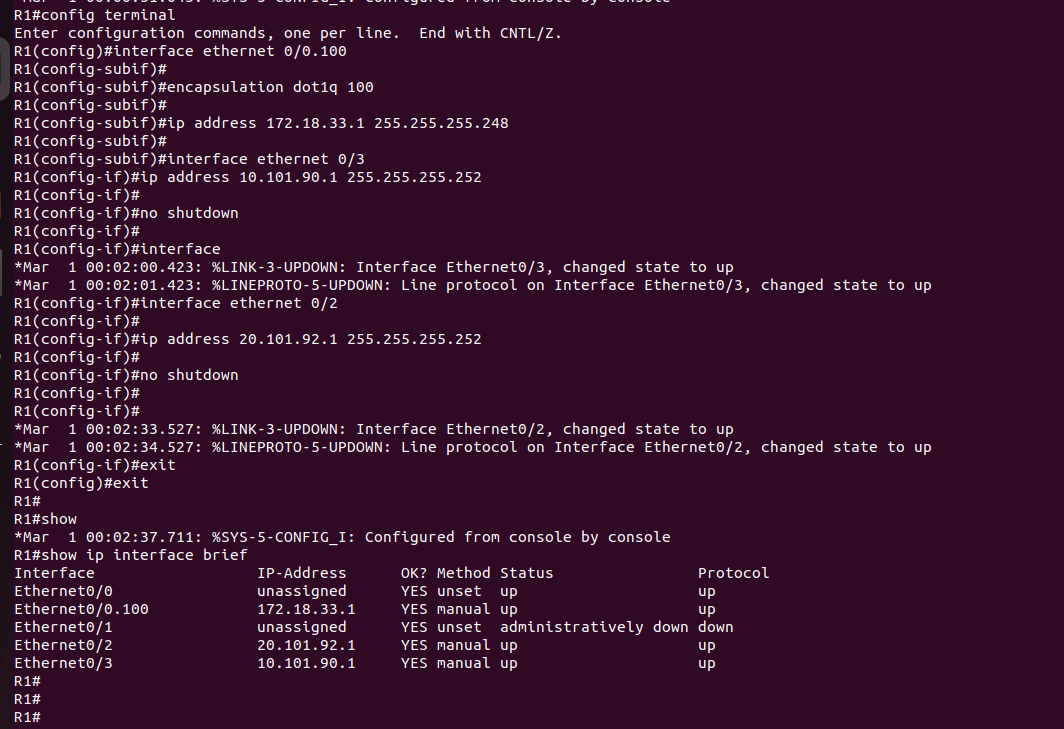 *Mar  1 00:00:51.043: %SYS-5-CONFIG_I: Configured from console by console
R1#config terminal
Enter configuration commands, one per line.  End with CNTL/Z.
R1(config)#interface ethernet 0/0.100
R1(config-subif)#
R1(config-subif)#encapsulation dot1q 100
R1(config-subif)#
R1(config-subif)#ip address 172.18.33.1 255.255.255.248
R1(config-subif)#
R1(config-subif)#interface ethernet 0/3
R1(config-if)#ip address 10.101.90.1 255.255.255.252
R1(config-if)#
R1(config-if)#no shutdown
R1(config-if)#
R1(config-if)#interface
*Mar  1 00:02:00.423: %LINK-3-UPDOWN: Interface Ethernet0/3, changed state to up
*Mar  1 00:02:01.423: %LINEPROTO-5-UPDOWN: Line protocol on Interface Ethernet0/3, changed state to up
R1(config-if)#interface ethernet 0/2
R1(config-if)#
R1(config-if)#ip address 20.101.92.1 255.255.255.252
R1(config-if)#
R1(config-if)#no shutdown
R1(config-if)#
R1(config-if)#
*Mar  1 00:02:33.527: %LINK-3-UPDOWN: Interface Ethernet0/2, changed state to up
*Mar  1 00:02:34.527: %LINEPROTO-5-UPDOWN: Line protocol on Interface Ethernet0/2, changed state to up
R1(config-if)#exit
R1(config)#exit
R1#
R1#show
*Mar  1 00:02:37.711: %SYS-5-CONFIG_I: Configured from console by console
R1#show ip interface brief
Interface                  IP-Address      OK? Method Status                Protocol
Ethernet0/0                unassigned      YES unset  up                    up
Ethernet0/0.100            172.18.33.1     YES manual up                    up
Ethernet0/1                unassigned      YES unset  administratively down down
Ethernet0/2                20.101.92.1     YES manual up                    up
Ethernet0/3                10.101.90.1     YES manual up                    up
R1#
R1#
R1#